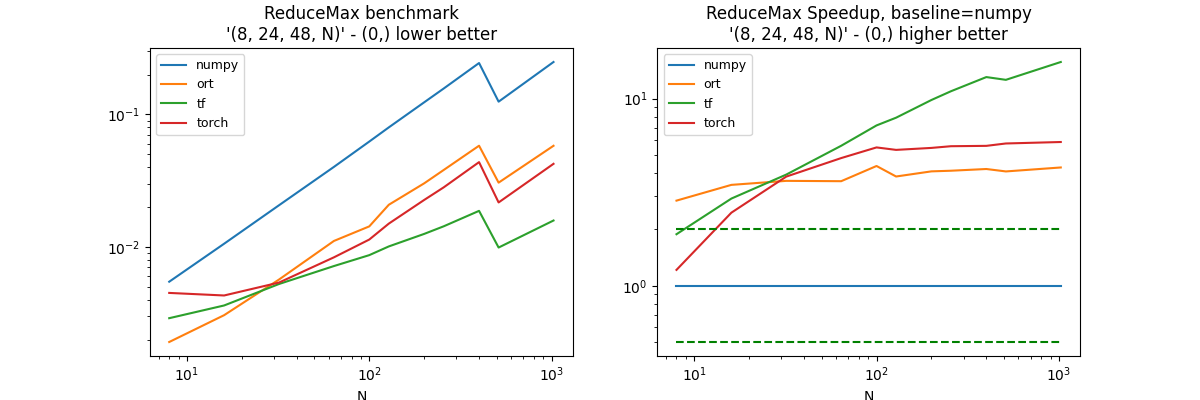 ReduceMax benchmark
'(8, 24, 48, N)' - (0,) lower better
numpy
ort
tf
torch
10⁻¹
10⁻²
10¹
10²
10³
N
ReduceMax Speedup, baseline=numpy
'(8, 24, 48, N)' - (0,) higher better
numpy
ort
tf
torch
10¹
10⁰
10¹
10²
10³
N